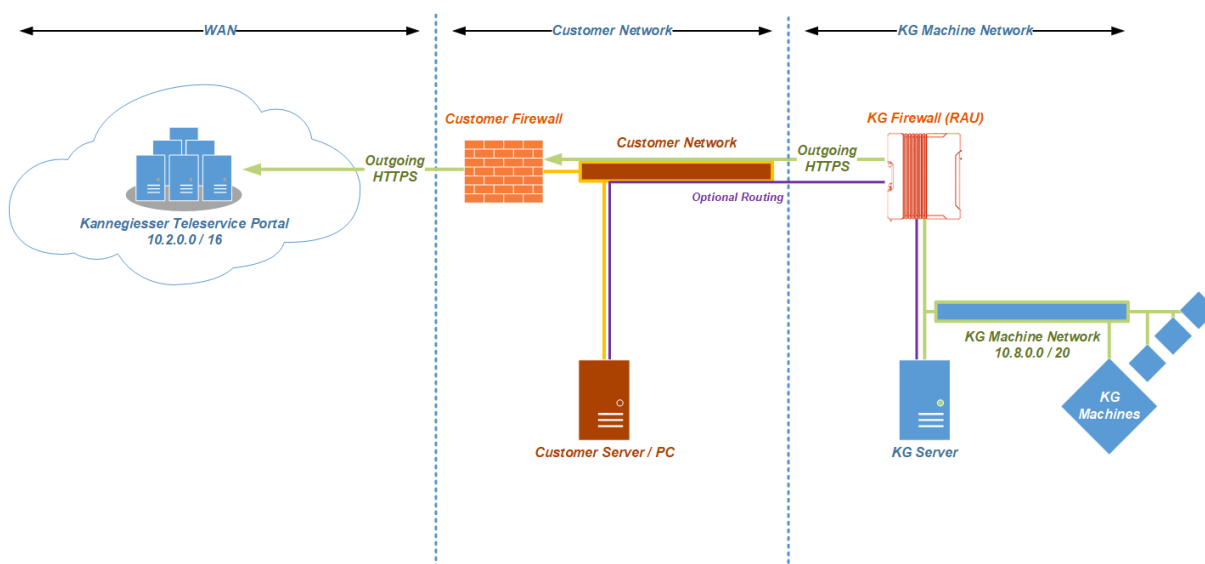 WAN
Customer Network
KG Machine Network
Customer Firewall
KG Firewall (RAU)
Customer Network
Outgoing
HTTPS
Outgoing
HTTPS
Optional Routing
Kannegiesser Teleservice Portal
10.2.0.0 / 16
KG Machine Network
10.8.0.0 / 20
KG
Machines
Customer Server / PC
KG Server